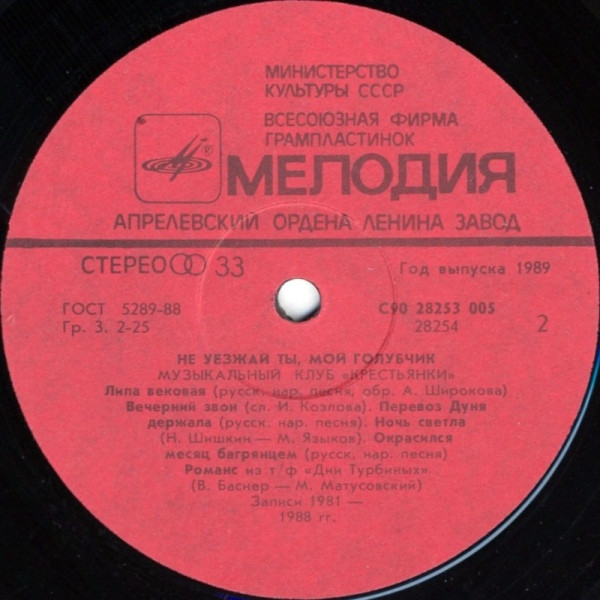 МИНИСТЕРСТВО
КУЛЬТУРЫ СССР
ВСЕСОЮЗНАЯ ФИРМА
ГРАМПЛАСТИНОК
МЕЛОДИЯ
АПРЕЛЕВСКИЙ ОРДЕНА ЛЕНИНА ЗАВОД
СТЕРЕО 33
Год выпуска 1989
ГОСТ 5289-88
С90 28253 005
Гр. 3. 2-25
28254
2
НЕ УЕЗЖАЙ ТЫ, МОЙ ГОЛУБЧИК
МУЗЫКАЛЬНЫЙ КЛУБ «КРЕСТЬЯНКИ»
Липа вековая (русск. нар. песня, обр. А. Широкова)
Вечерний звон (сл. И. Козлова). Перевоз Дуня
держала (русск. нар. песня). Ночь светла
(Н. Шишкин — М. Языков). Окрасился
месяц багрянцем (русск. нар. песня)
Романс из т/ф «Дни Турбиных».
(В. Баснер — М. Матусовский)
Записи 1981 —
1988 гг.